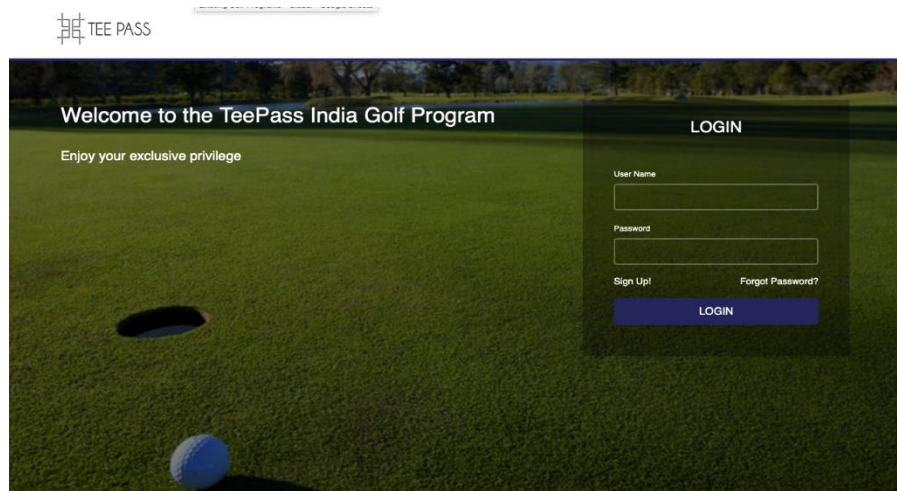 TEE PASS
Welcome to the TeePass India Golf Program
Enjoy your exclusive privilege
LOGIN
User Name
Password
Sign Up! Forgot Password?
LOGIN